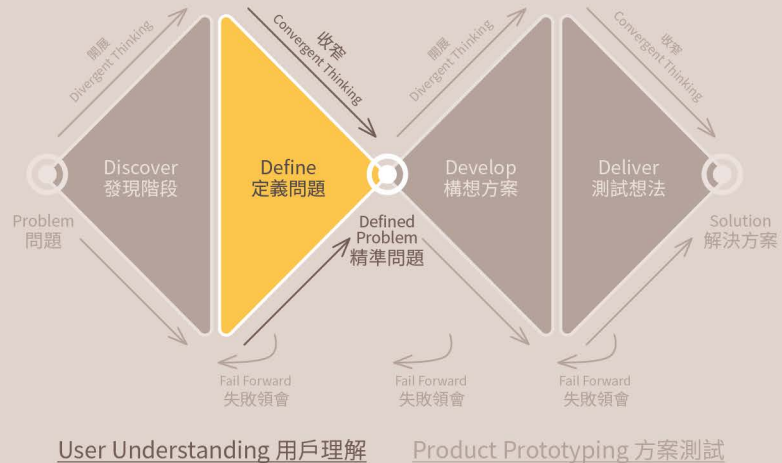 開展
Divergent Thinking
收窄
Convergent Thinking
開展
Divergent Thinking
收窄
Convergent Thinking
Discover
發現階段
Define
定義問題
Develop
構想方案
Deliver
測試想法
Problem
問題
Defined
Problem
精準問題
Solution
解決方案
Fail Forward
失敗領會
Fail Forward
失敗領會
Fail Forward
失敗領會
User Understanding 用戶理解
Product Prototyping 方案測試